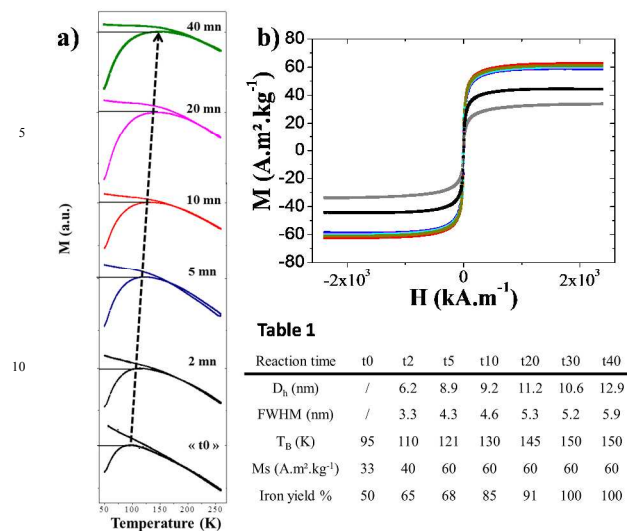 a)
40 mn
20 mn
10 mn
5 mn
2 mn
« t0 »
M (a.u.)
50 100 150 200 250
Temperature (K)
5
10
b)
80
60
40
20
0
-20
-40
-60
-80
M (A.m².kg⁻¹)
-2x10³ 0 2x10³
H (kA.m⁻¹)
Table 1
Reaction time t0 t2 t5 t10 t20 t30 t40
Dh (nm) / 6.2 8.9 9.2 11.2 10.6 12.9
FWHM (nm) / 3.3 4.3 4.6 5.3 5.2 5.9
TB (K) 95 110 121 130 145 150 150
Ms (A.m².kg⁻¹) 33 40 60 60 60 60 60
Iron yield % 50 65 68 85 91 100 100